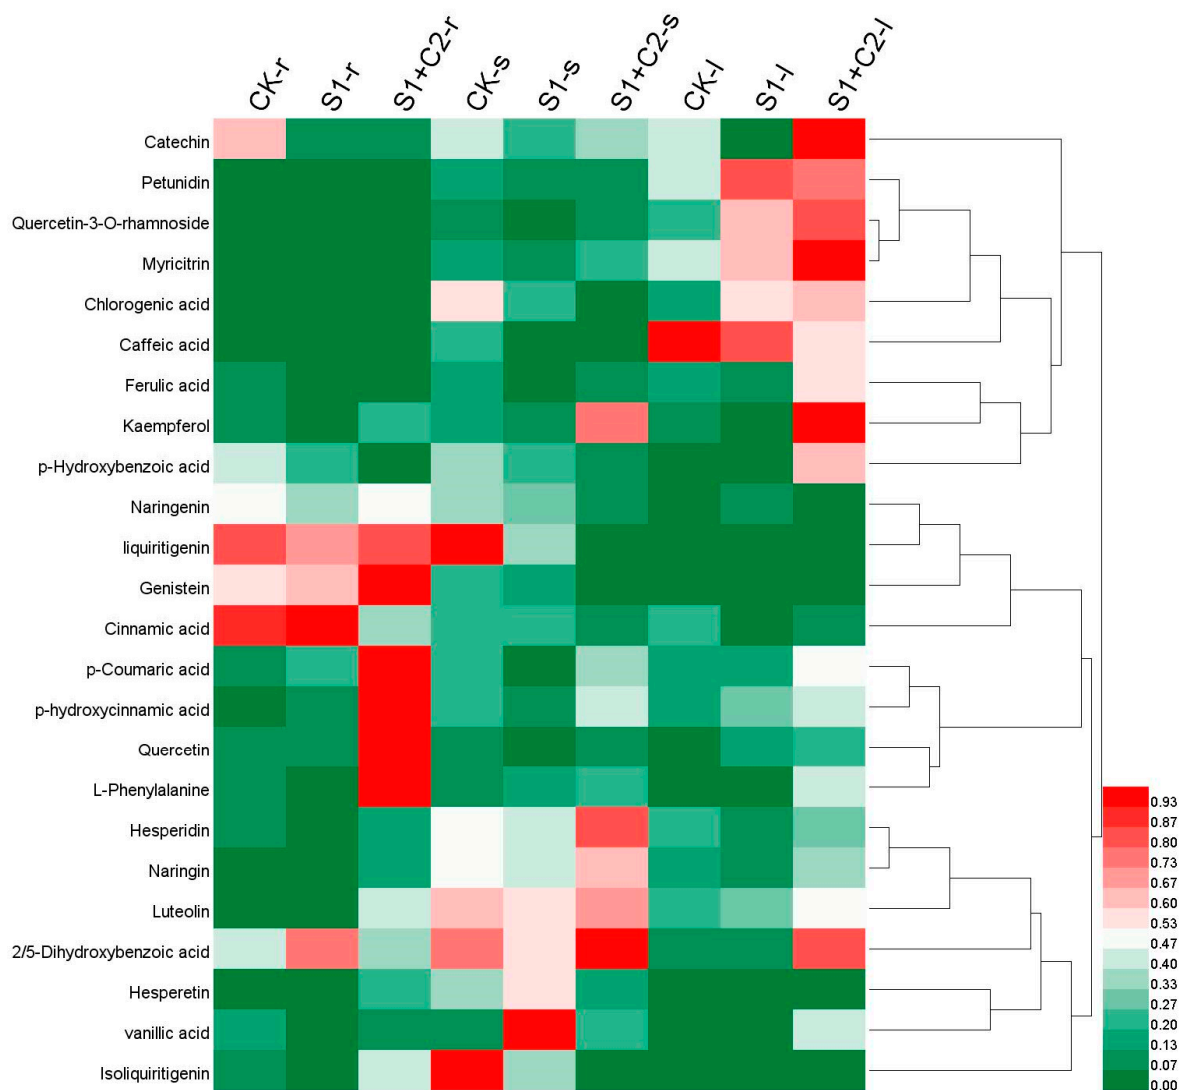 CK-r
S1-r
S1+C2-r
CK-s
S1-s
S1+C2-s
CK-l
S1-l
S1+C2-l
Catechin
Petunidin
Quercetin-3-O-rhamnoside
Myricitrin
Chlorogenic acid
Caffeic acid
Ferulic acid
Kaempferol
p-Hydroxybenzoic acid
Naringenin
liquiritigenin
Genistein
Cinnamic acid
p-Coumaric acid
p-hydroxycinnamic acid
Quercetin
L-Phenylalanine
Hesperidin
Naringin
Luteolin
2/5-Dihydroxybenzoic acid
Hesperetin
vanillic acid
Isoliquiritigenin
0.93
0.87
0.80
0.73
0.67
0.60
0.53
0.47
0.40
0.33
0.27
0.20
0.13
0.07
0.00